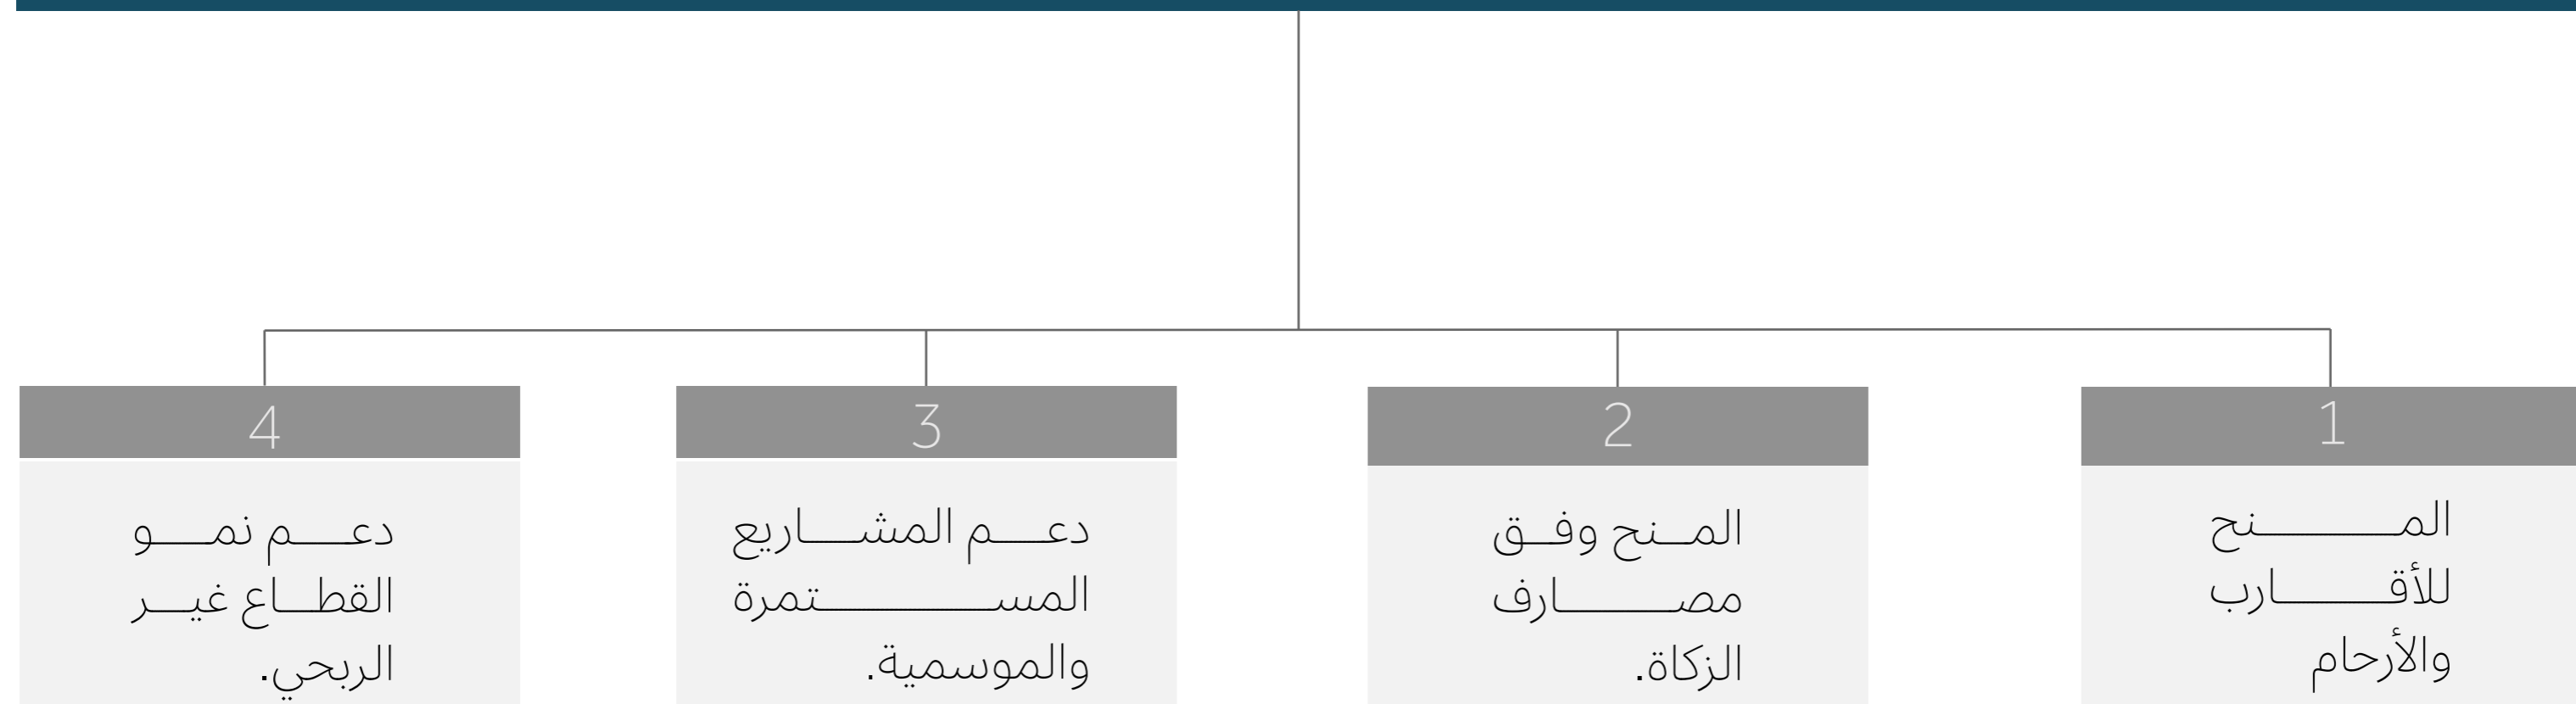 1
المنح
للأقارب
والأرحام
2
المنح وفق
مصارف
الزكاة.
3
دعم المشاريع
المستمرة
والموسمية.
4
دعم نمو
القطاع غير
الربحي.